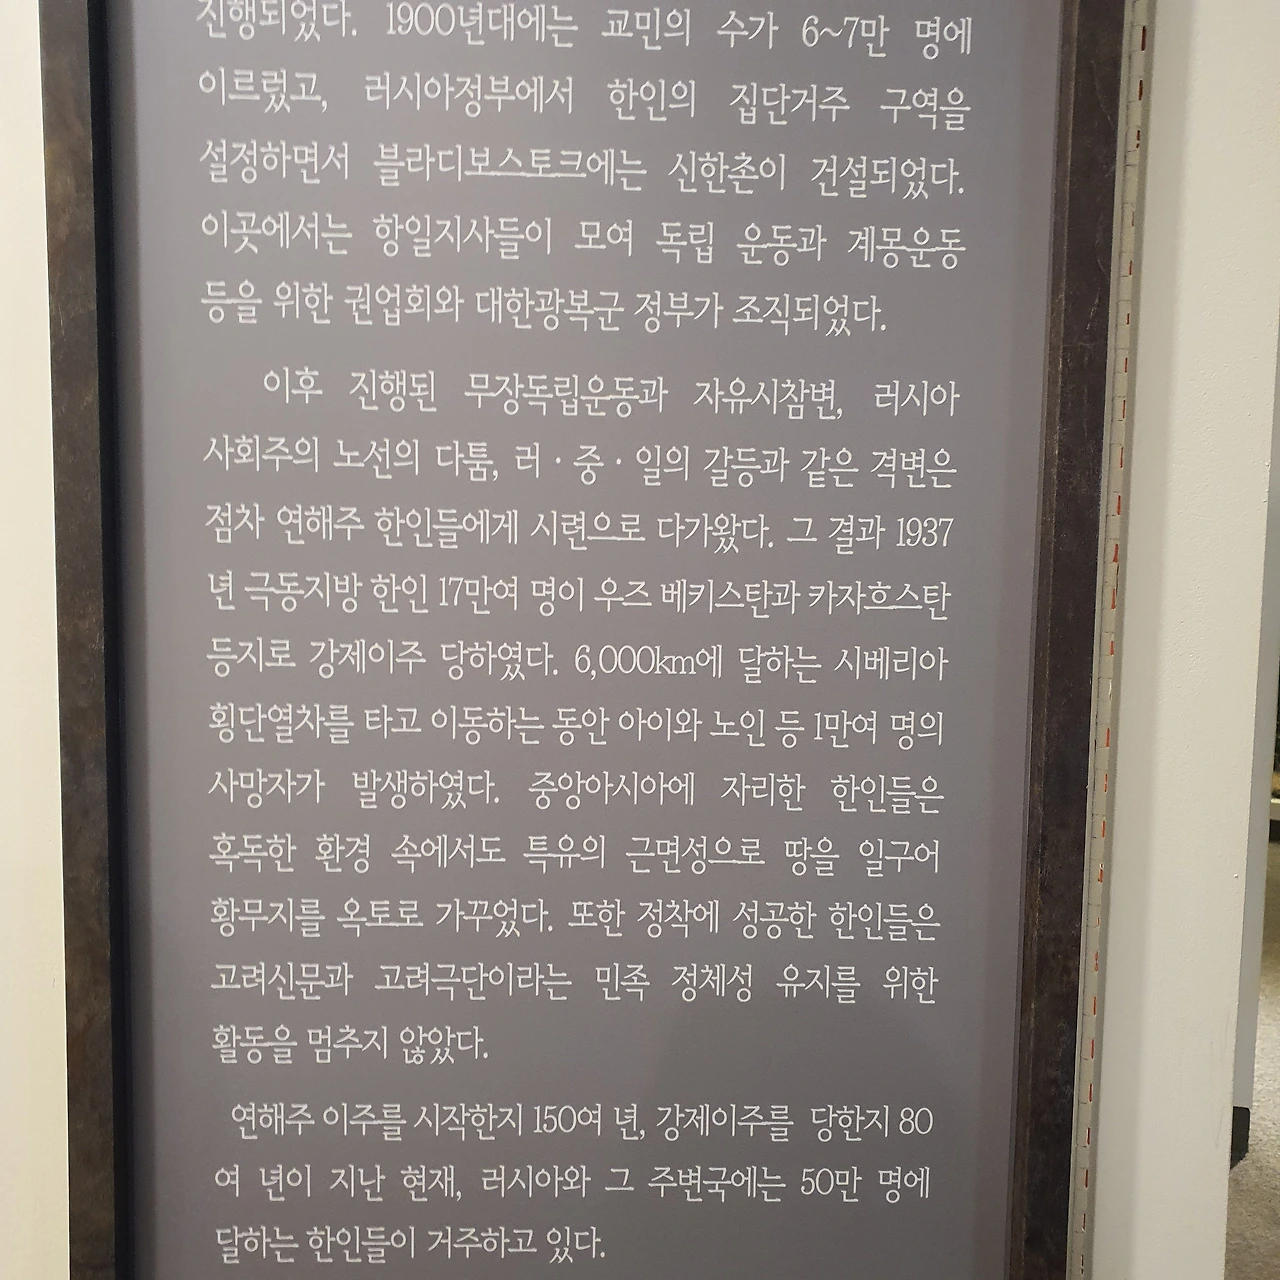 진행되었다. 1900년대에는 교민의 수가 6~7만 명에
이르렀고, 러시아정부에서 한인의 집단거주 구역을
설정하면서 블라디보스토크에는 신한촌이 건설되었다.
이곳에서는 항일지사들이 모여 독립 운동과 계몽운동
등을 위한 권업회와 대한광복군 정부가 조직되었다.
이후 진행된 무장독립운동과 자유시참변, 러시아
사회주의 노선의 다툼, 러 · 중 · 일의 갈등과 같은 격변은
점차 연해주 한인들에게 시련으로 다가왔다. 그 결과 1937
년 극동지방 한인 17만여 명이 우즈 베키스탄과 카자흐스탄
등지로 강제이주 당하였다. 6,000km에 달하는 시베리아
횡단열차를 타고 이동하는 동안 아이와 노인 등 1만여 명의
사망자가 발생하였다. 중앙아시아에 자리한 한인들은
혹독한 환경 속에서도 특유의 근면성으로 땅을 일구어
황무지를 옥토로 가꾸었다. 또한 정착에 성공한 한인들은
고려신문과 고려극단이라는 민족 정체성 유지를 위한
활동을 멈추지 않았다.
연해주 이주를 시작한지 150여 년, 강제이주를 당한지 80
여 년이 지난 현재, 러시아와 그 주변국에는 50만 명에
달하는 한인들이 거주하고 있다.